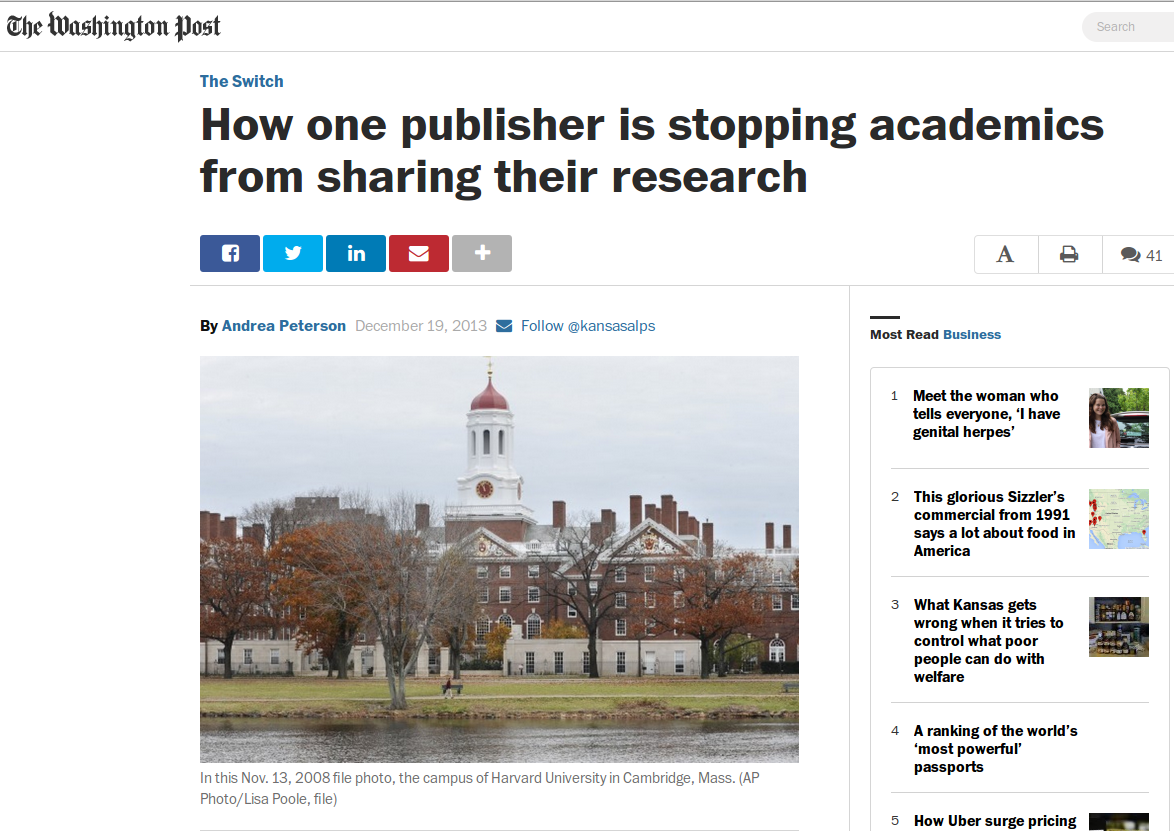 The Washington Post
Search
The Switch
How one publisher is stopping academics
from sharing their research
in
A
41
By Andrea Peterson December 19, 2013 Follow @kansasalps
Most Read Business
1 Meet the woman who
tells everyone, ‘I have
genital herpes’
2 This glorious Sizzler’s
commercial from 1991
says a lot about food in
America
3 What Kansas gets
wrong when it tries to
control what poor
people can do with
welfare
4 A ranking of the world’s
‘most powerful’
passports
5 How Uber surge pricing
In this Nov. 13, 2008 file photo, the campus of Harvard University in Cambridge, Mass. (AP
Photo/Lisa Poole, file)